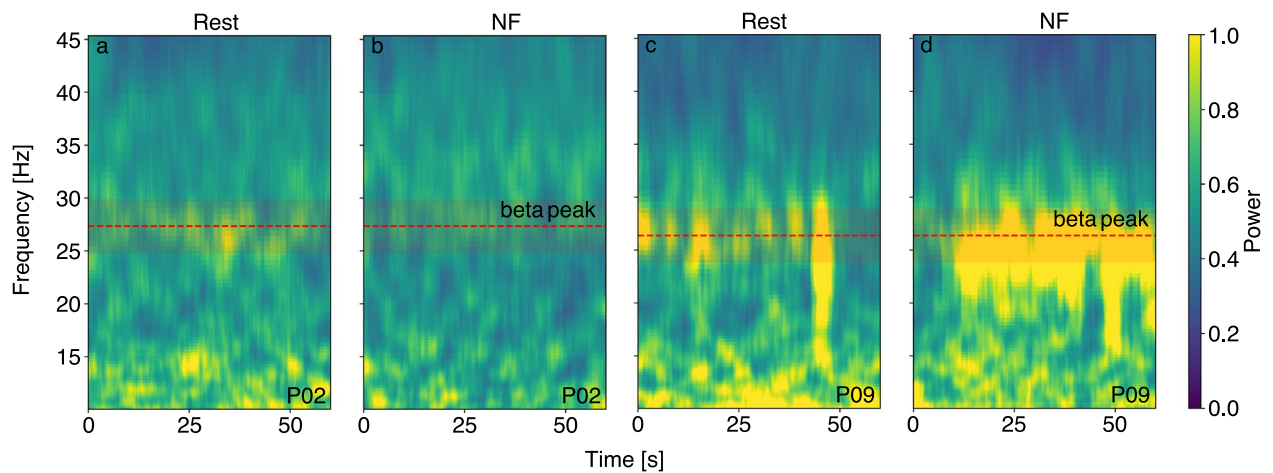 Rest NF Rest NF
a b c d
Frequency [Hz]
45
40
35
30
25
20
15
beta peak
beta peak
P02 P02 P09 P09
0 25 50 0 25 50 0 25 50 0 25 50
Time [s]
1.0
0.8
0.6
0.4
0.2
0.0
Power